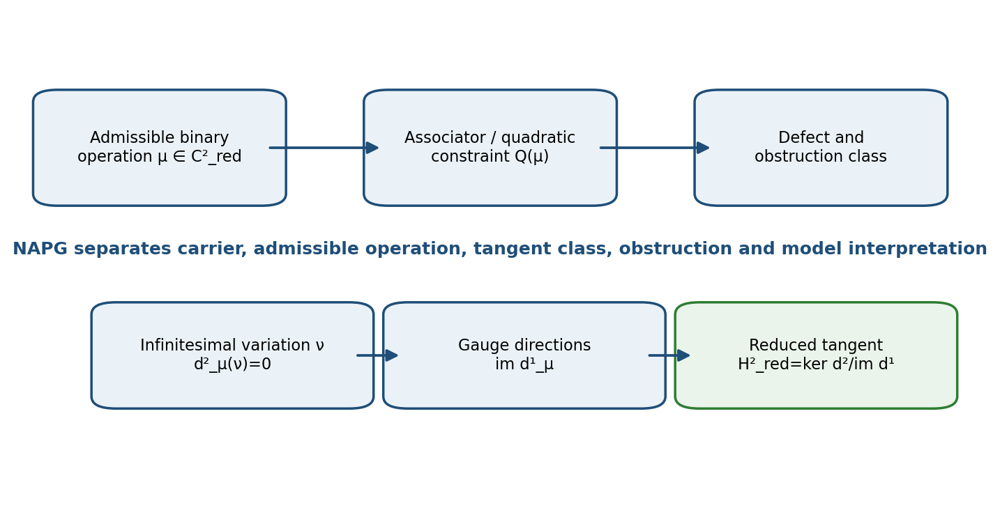 Admissible binary
operation μ ∈ C²_red
Associator / quadratic
constraint Q(μ)
Defect and
obstruction class
NAPG separates carrier, admissible operation, tangent class, obstruction and model interpretation
Infinitesimal variation ν
d²_μ(ν)=0
Gauge directions
im d¹_μ
Reduced tangent
H²_red=ker d²/im d¹